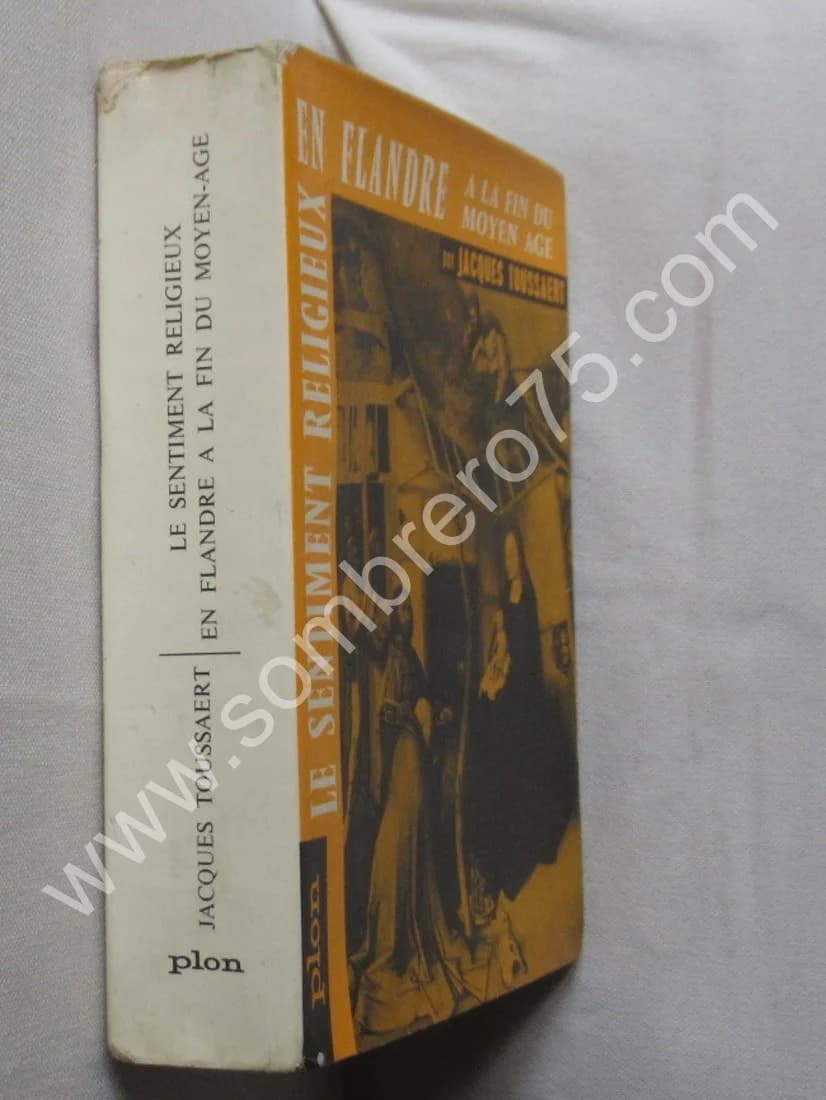 LE SENTIMENT RELIGIEUX
EN FLANDRE A LA FIN DU MOYEN-AGE
JACQUES TOUSSAERT
plon
LE SENTIMENT RELIGIEUX
EN FLANDRE
A LA FIN DU
MOYEN AGE
par JACQUES TOUSSAERT
plon
www.sombrero75.com